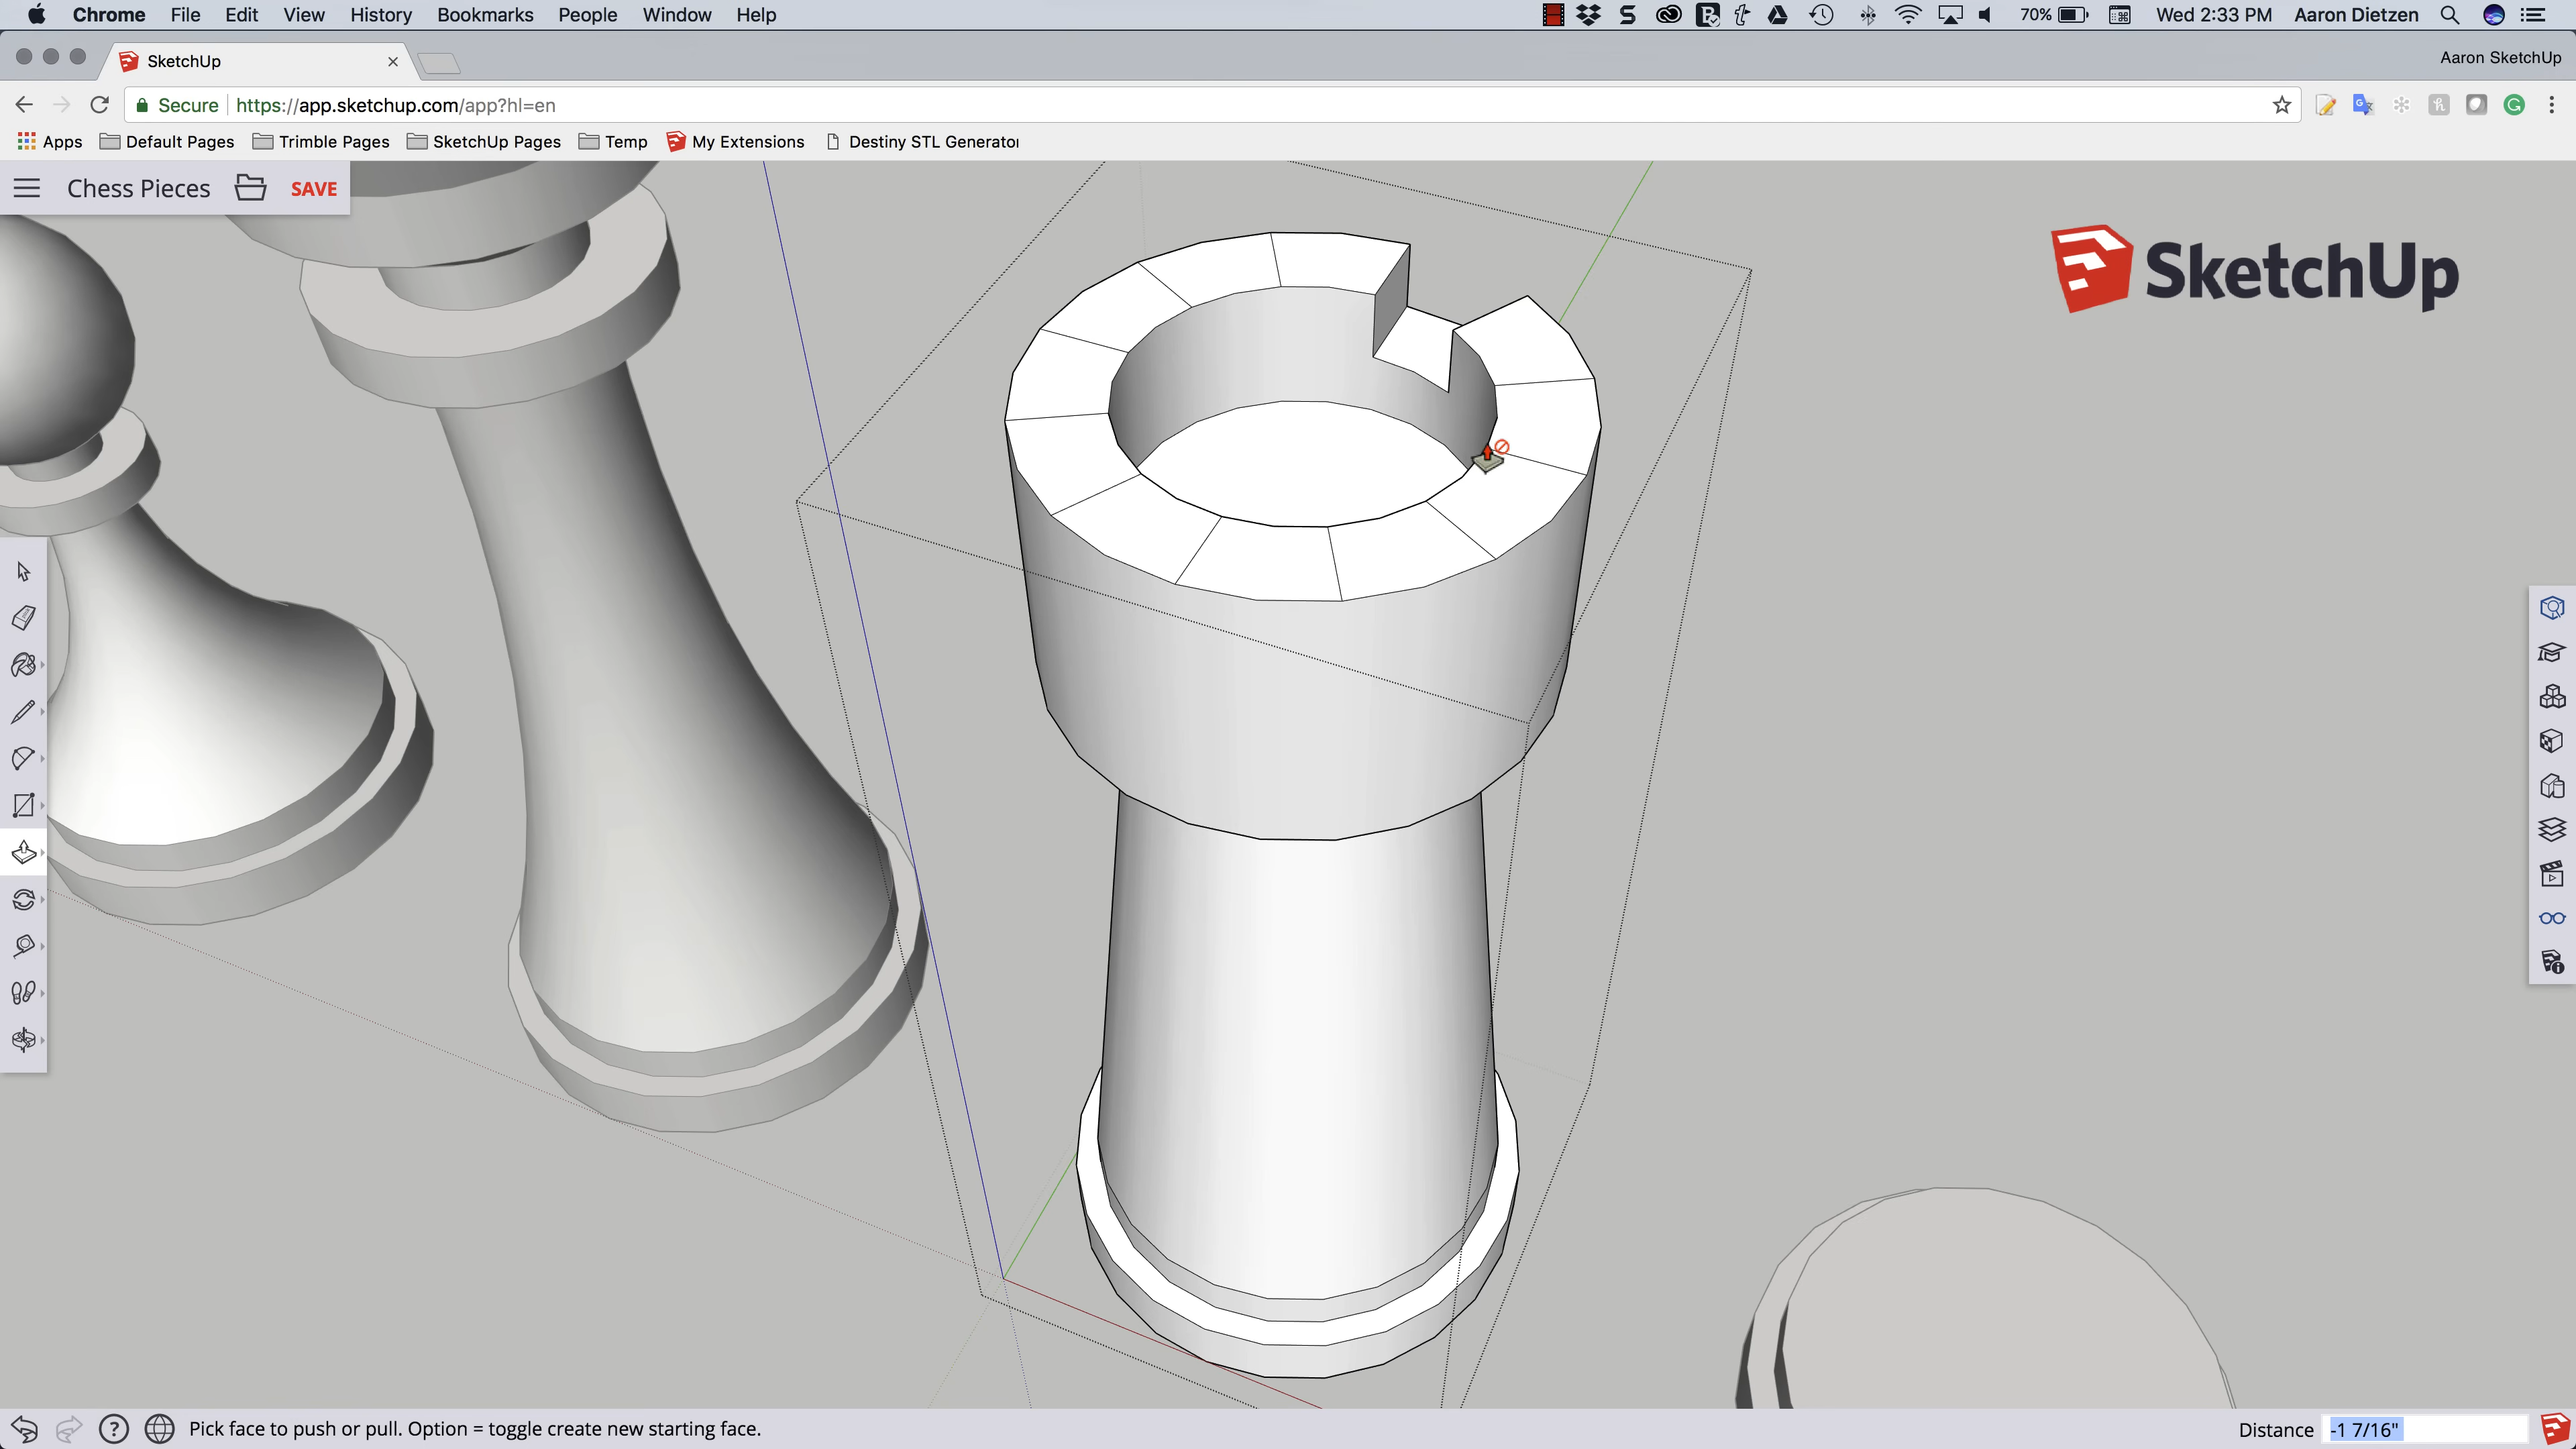 Chrome File Edit View History Bookmarks People Window Help 70% Wed 2:33 PM Aaron Dietzen
SketchUp Aaron SketchUp
Secure https://app.sketchup.com/app?hl=en
Apps Default Pages Trimble Pages SketchUp Pages Temp My Extensions Destiny STL Generator
Chess Pieces SAVE
SketchUp
Pick face to push or pull. Option = toggle create new starting face. Distance -1 7/16"